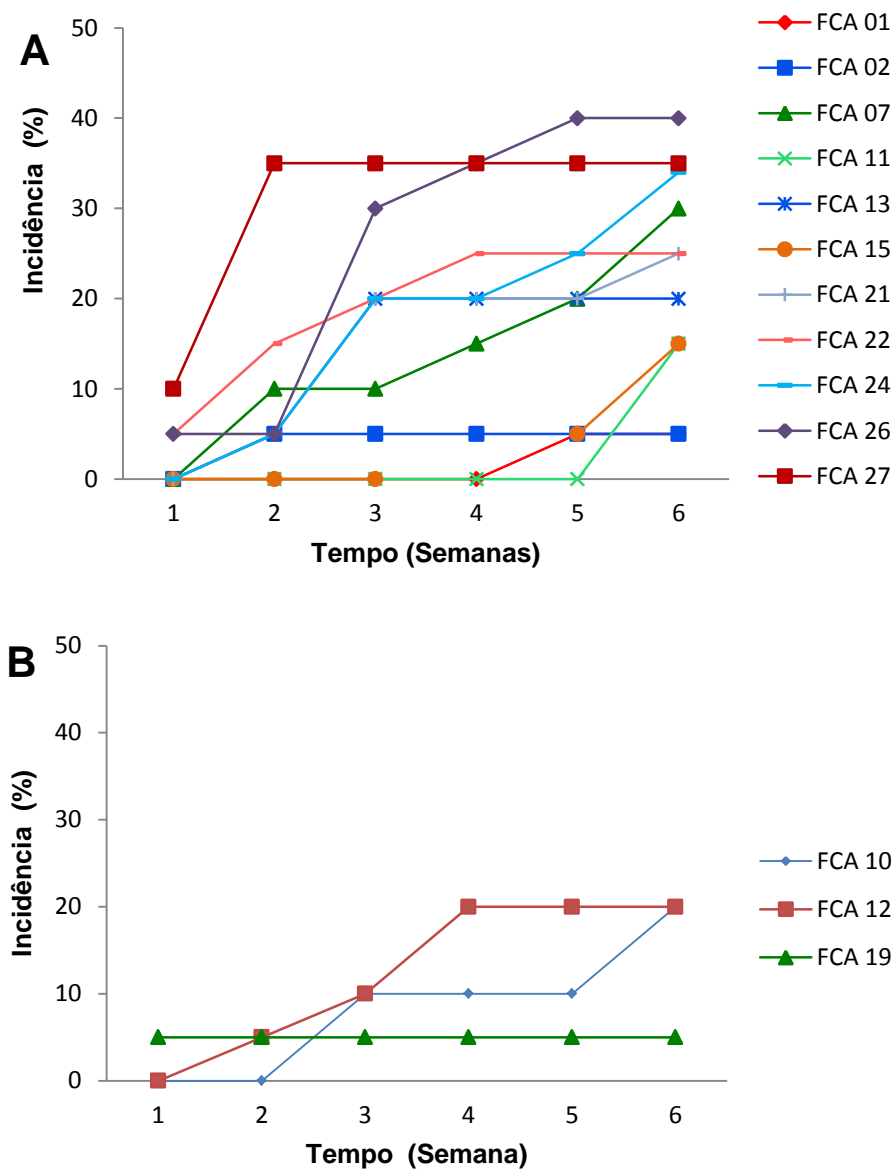 A
Incidência (%)
50
40
30
20
10
0
1 2 3 4 5 6
Tempo (Semanas)
FCA 01
FCA 02
FCA 07
FCA 11
FCA 13
FCA 15
FCA 21
FCA 22
FCA 24
FCA 26
FCA 27
B
Incidência (%)
50
40
30
20
10
0
1 2 3 4 5 6
Tempo (Semana)
FCA 10
FCA 12
FCA 19